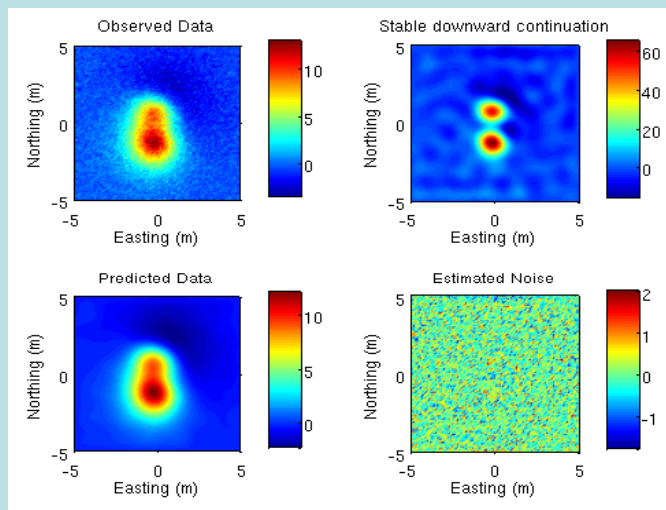 Observed Data
5
0
-5
Northing (m)
-5 0 5
Easting (m)
10
5
0
Stable downward continuation
5
0
-5
Northing (m)
-5 0 5
Easting (m)
60
40
20
0
Predicted Data
5
0
-5
Northing (m)
-5 0 5
Easting (m)
10
5
0
Estimated Noise
5
0
-5
Northing (m)
-5 0 5
Easting (m)
2
1
0
-1